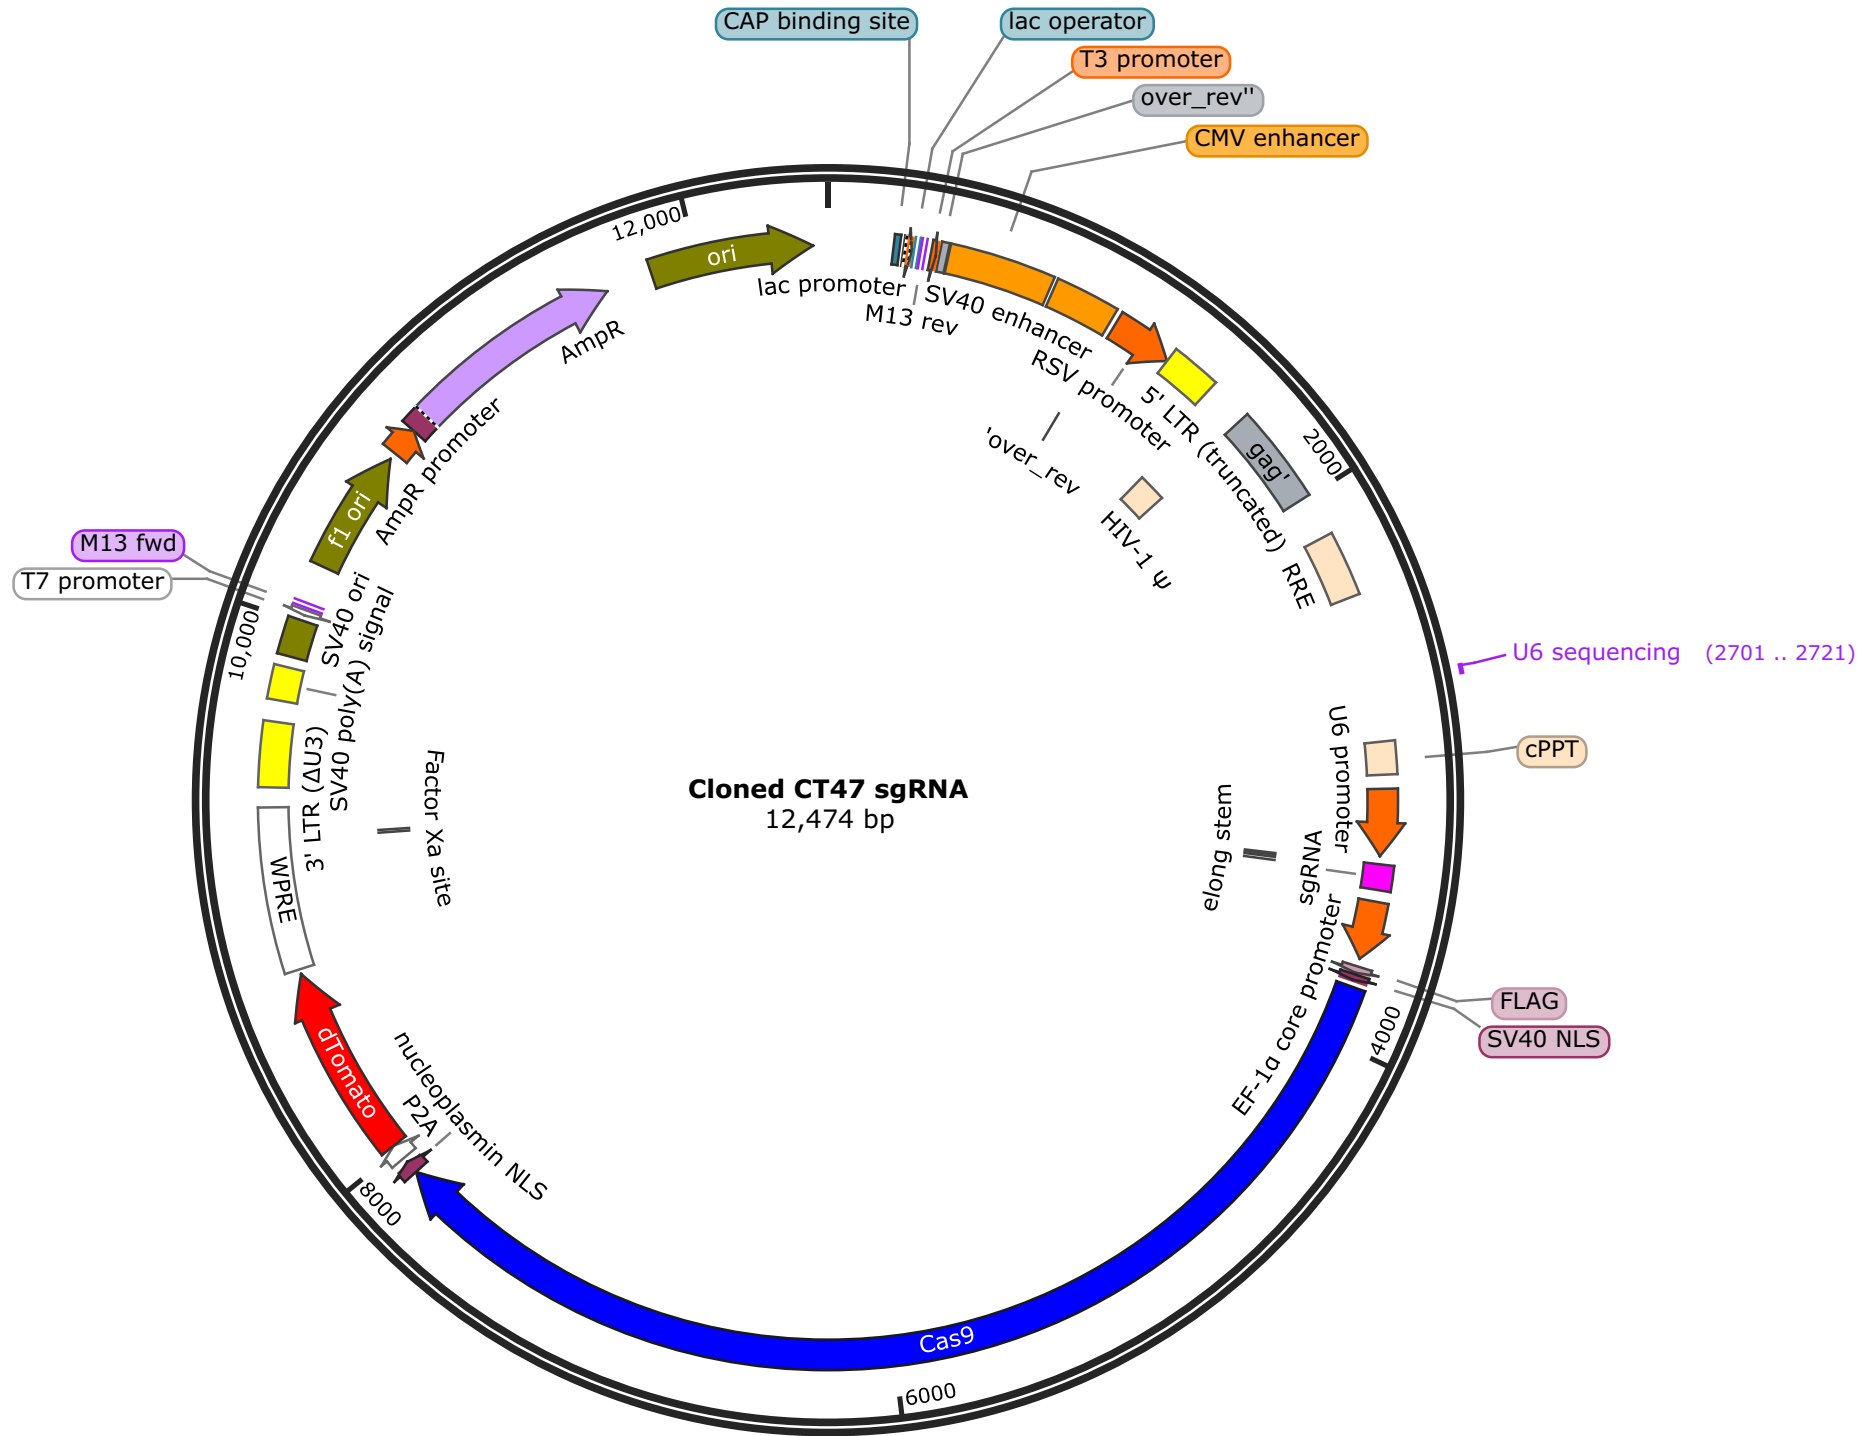 CAP binding site
lac operator
T3 promoter
over_rev"
CMV enhancer
12,000
ori
lac promoter
M13 rev
SV40 enhancer
RSV promoter
5' LTR (truncated)
AmpR
'over_rev
gag'
2000
HIV-1 Ψ
RRE
AmpR promoter
f1 ori
M13 fwd
T7 promoter
SV40 ori
SV40 poly(A) signal
10,000
U6 sequencing (2701 .. 2721)
U6 promoter
cPPT
3' LTR (ΔU3)
Factor Xa site
Cloned CT47 sgRNA
12,474 bp
elong stem
sgRNA
WPRE
EF-1α core promoter
FLAG
SV40 NLS
4000
dTomato
P2A
nucleoplasmin NLS
8000
Cas9
6000